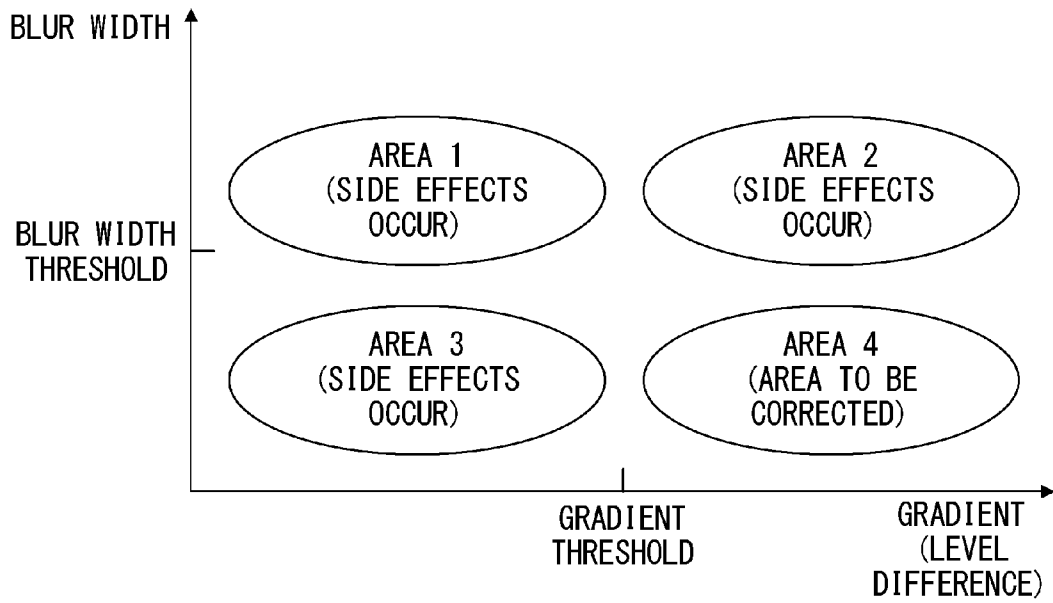 BLUR WIDTH
AREA 1
(SIDE EFFECTS
OCCUR)
AREA 2
(SIDE EFFECTS
OCCUR)
BLUR WIDTH
THRESHOLD
AREA 3
(SIDE EFFECTS
OCCUR)
AREA 4
(AREA TO BE
CORRECTED)
GRADIENT
THRESHOLD
GRADIENT
(LEVEL
DIFFERENCE)